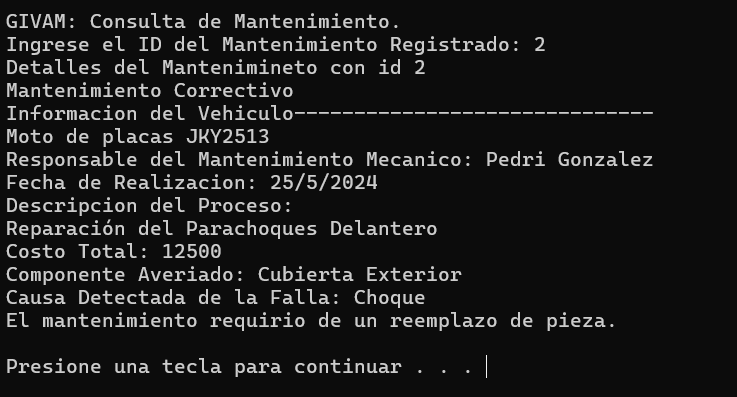 GIVAM: Consulta de Mantenimiento.
Ingrese el ID del Mantenimiento Registrado: 2
Detalles del Mantenimineto con id 2
Mantenimiento Correctivo
Informacion del Vehiculo------------------------------
Moto de placas JKY2513
Responsable del Mantenimiento Mecanico: Pedri Gonzalez
Fecha de Realizacion: 25/5/2024
Descripcion del Proceso:
Reparación del Parachoques Delantero
Costo Total: 12500
Componente Averiado: Cubierta Exterior
Causa Detectada de la Falla: Choque
El mantenimiento requirio de un reemplazo de pieza.
Presione una tecla para continuar . . .